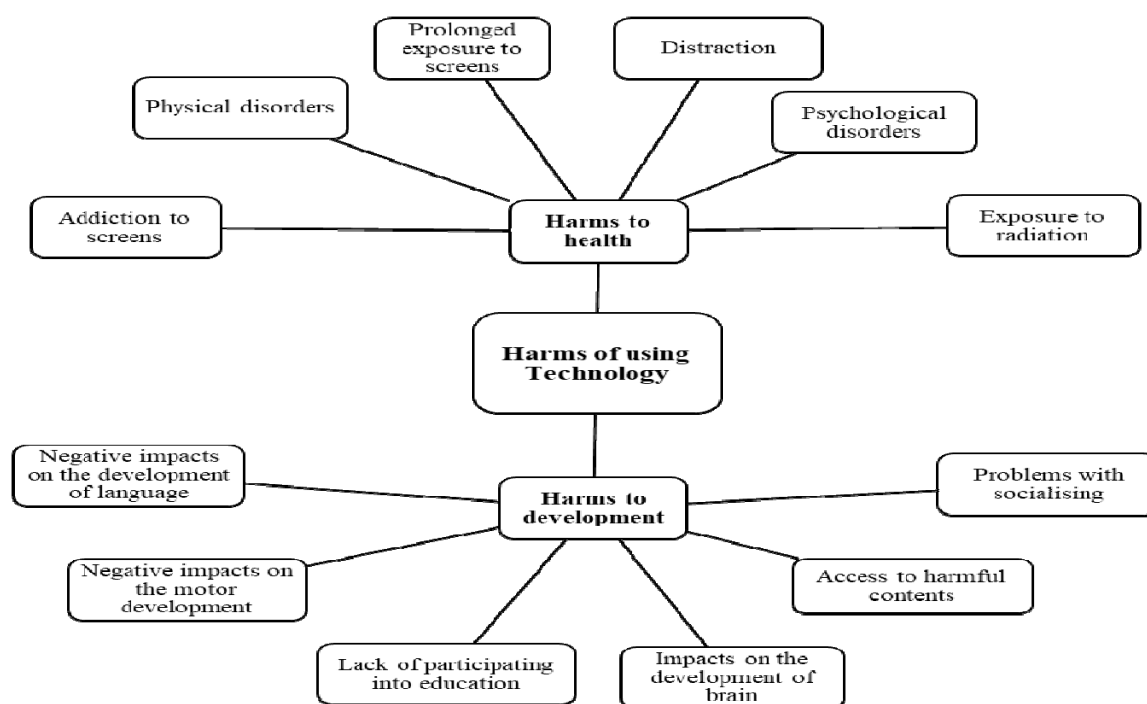 Prolonged
exposure to
screens
Distraction
Physical disorders
Psychological
disorders
Addiction to
screens
Harms to
health
Exposure to
radiation
Harms of using
Technology
Negative impacts
on the development
of language
Harms to
development
Problems with
socialising
Negative impacts on
the motor
development
Access to harmful
contents
Lack of participating
into education
Impacts on the
development of
brain